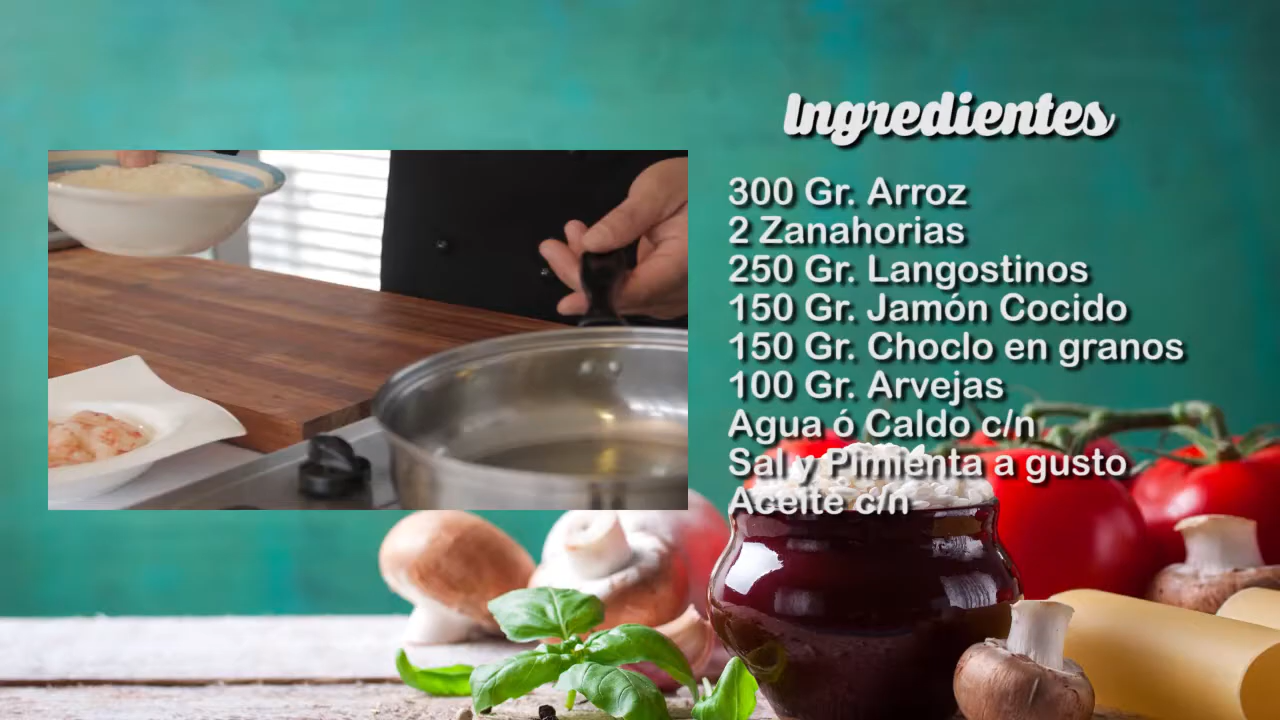 Ingredientes
300 Gr. Arroz
2 Zanahorias
250 Gr. Langostinos
150 Gr. Jamón Cocido
150 Gr. Choclo en granos
100 Gr. Arvejas
Agua ó Caldo c/n
Sal y Pimienta a gusto
Aceite c/n